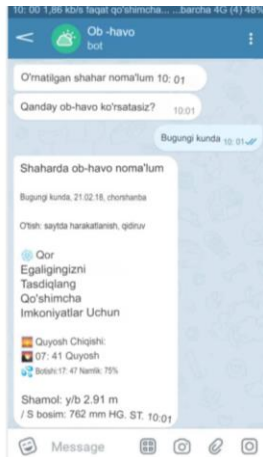 10: 00 1,86 kb/s faqat qo'shimcha... ...barcha 4G (4) 48%
Ob -havo
bot
O'rnatilgan shahar noma'lum 10: 01
Qanday ob-havo ko'rsatasiz? 10:01
Bugungi kunda 10: 01
Shaharda ob-havo noma'lum
Bugungi kunda, 21.02.18, chorshanba
O'tish: saytda harakatlanish, qidiruv
Qor
Egaligingizni
Tasdiqlang
Qo'shimcha
Imkoniyatlar Uchun
Quyosh Chiqishi:
07: 41 Quyosh
Botishi:17: 47 Namlik: 75%
Shamol: y/b 2.91 m
/ S bosim: 762 mm HG. ST. 10:01
Message